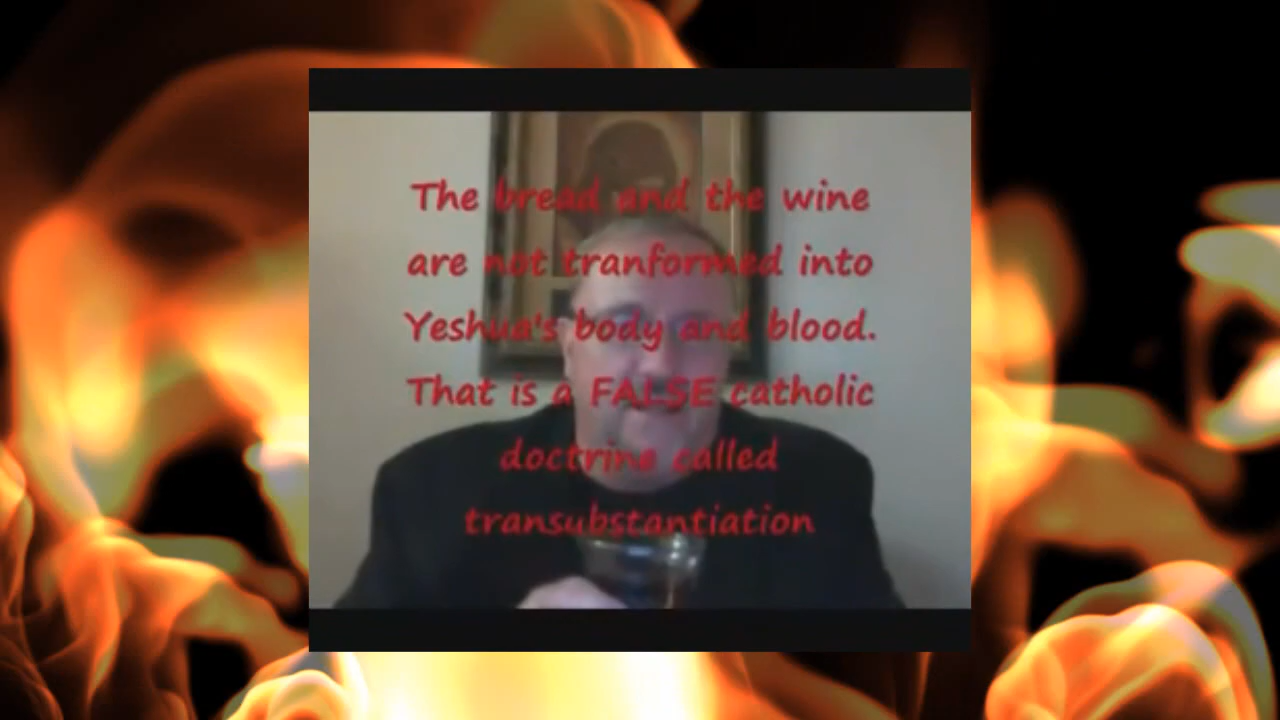 The bread and the wine
are not tranformed into
Yeshua's body and blood.
That is a FALSE catholic
doctrine called
transubstantiation